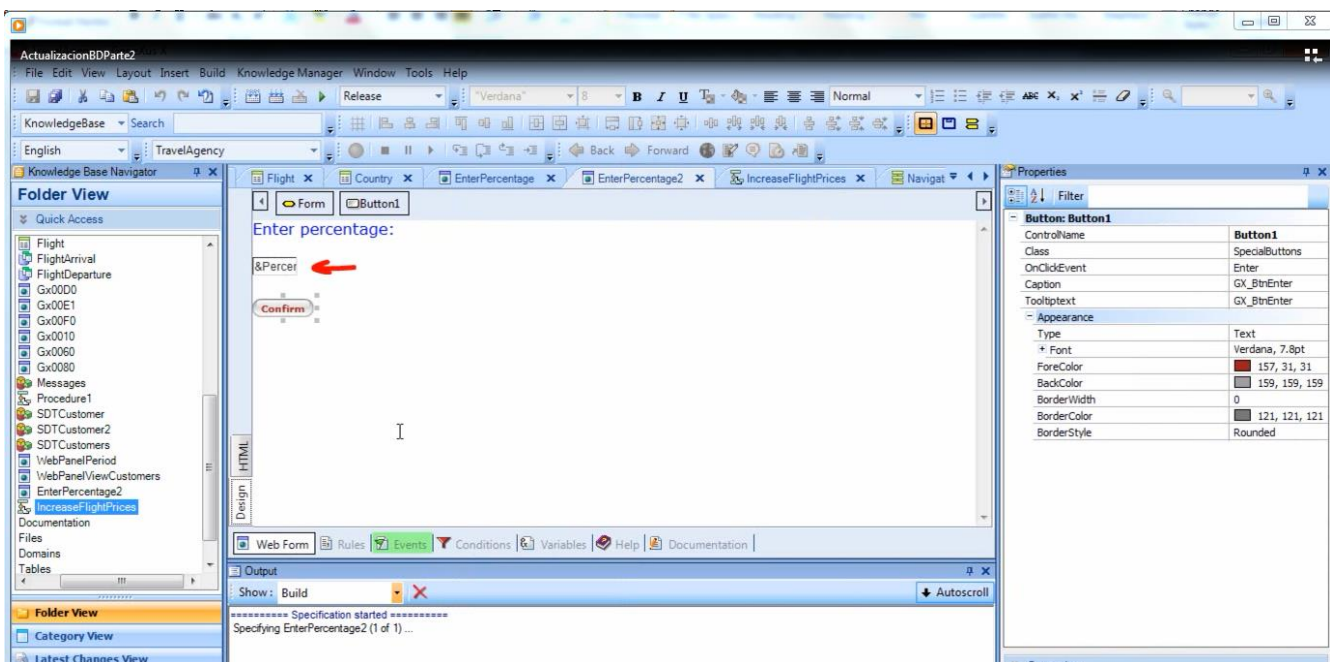 ActualizacionBDParte2
File Edit View Layout Insert Build Knowledge Manager Window Tools Help
Release "Verdana" 8 B I U Normal ABC
KnowledgeBase Search
English TravelAgency Back Forward
Knowledge Base Navigator
Folder View
Quick Access
Flight
FlightArrival
FlightDeparture
Gx00D0
Gx00E1
Gx00F0
Gx0010
Gx0060
Gx0080
Messages
Procedure1
SDTCustomer
SDTCustomer2
SDTCustomers
WebPanelPeriod
WebPanelViewCustomers
EnterPercentage2
IncreaseFlightPrices
Documentation
Files
Domains
Tables
Folder View
Category View
Latest Changes View
Flight Country EnterPercentage EnterPercentage2 IncreaseFlightPrices Navigat
Form Button1
Enter percentage:
&Percer
Confirm
HTML
Design
Web Form Rules Events Conditions Variables Help Documentation
Output
Show: Build Autoscroll
========== Specification started ==========
Specifying EnterPercentage2 (1 of 1) ...
Properties
Filter
Button: Button1
ControlName Button1
Class SpecialButtons
OnClickEvent Enter
Caption GX_BtnEnter
Tooltiptext GX_BtnEnter
Appearance
Type Text
Font Verdana, 7.8pt
ForeColor 157, 31, 31
BackColor 159, 159, 159
BorderWidth 0
BorderColor 121, 121, 121
BorderStyle Rounded